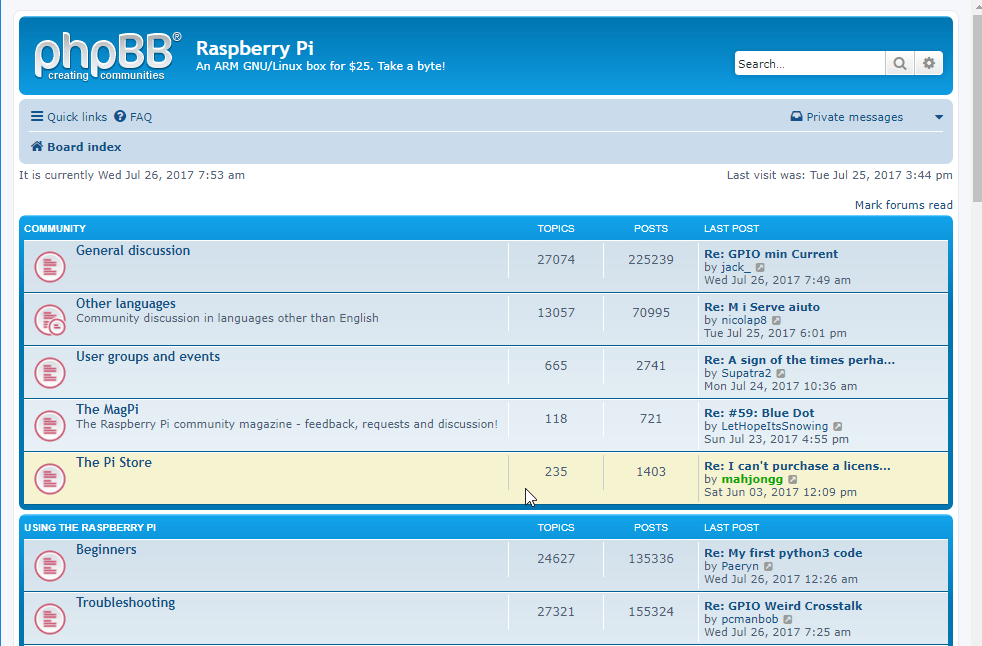 phpBB®
creating communities
Raspberry Pi
An ARM GNU/Linux box for $25. Take a byte!
Search…
Quick links FAQ Private messages
Board index
It is currently Wed Jul 26, 2017 7:53 am Last visit was: Tue Jul 25, 2017 3:44 pm
Mark forums read
COMMUNITY TOPICS POSTS LAST POST
General discussion 27074 225239 Re: GPIO min Current
by jack_
Wed Jul 26, 2017 7:49 am
Other languages 13057 70995 Re: M i Serve aiuto
Community discussion in languages other than English by nicolap8
Tue Jul 25, 2017 6:01 pm
User groups and events 665 2741 Re: A sign of the times perha...
by Supatra2
Mon Jul 24, 2017 10:36 am
The MagPi 118 721 Re: #59: Blue Dot
The Raspberry Pi community magazine - feedback, requests and discussion! by LetHopeItsSnowing
Sun Jul 23, 2017 4:55 pm
The Pi Store 235 1403 Re: I can't purchase a licens...
by mahjongg
Sat Jun 03, 2017 12:09 pm
USING THE RASPBERRY PI TOPICS POSTS LAST POST
Beginners 24627 135336 Re: My first python3 code
by Paeryn
Wed Jul 26, 2017 12:26 am
Troubleshooting 27321 155324 Re: GPIO Weird Crosstalk
by pcmanbob
Wed Jul 26, 2017 7:25 am